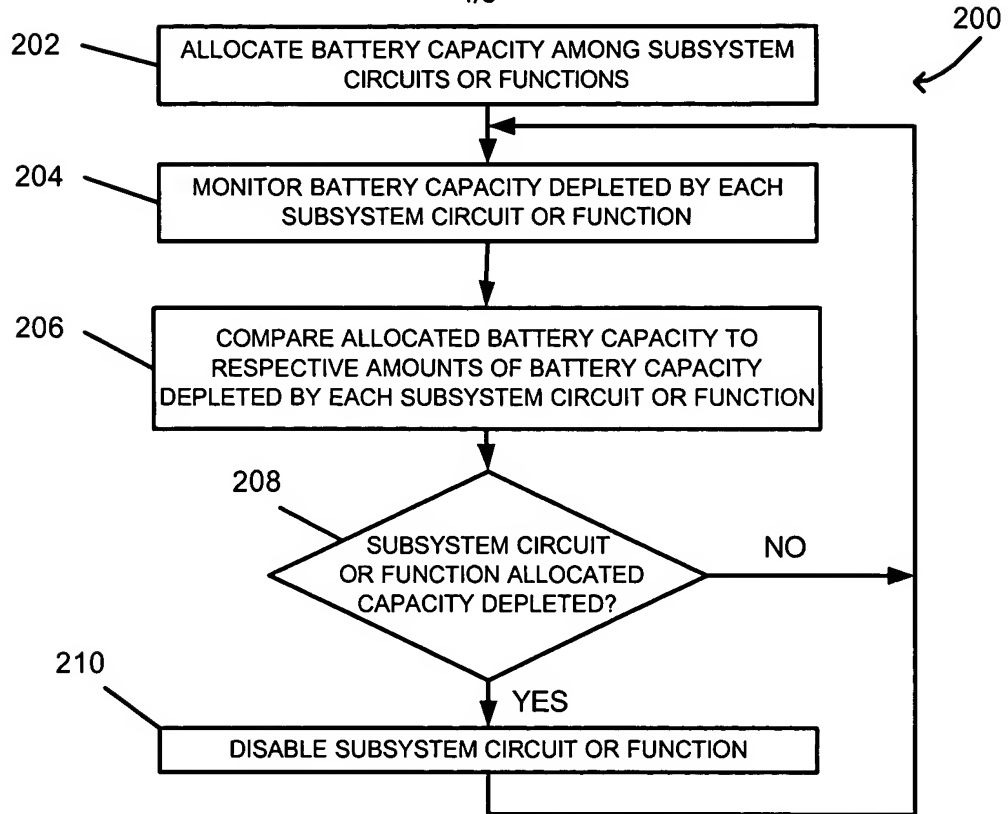 200
202
ALLOCATE BATTERY CAPACITY AMONG SUBSYSTEM
CIRCUITS OR FUNCTIONS
204
MONITOR BATTERY CAPACITY DEPLETED BY EACH
SUBSYSTEM CIRCUIT OR FUNCTION
206
COMPARE ALLOCATED BATTERY CAPACITY TO
RESPECTIVE AMOUNTS OF BATTERY CAPACITY
DEPLETED BY EACH SUBSYSTEM CIRCUIT OR FUNCTION
208
SUBSYSTEM CIRCUIT
OR FUNCTION ALLOCATED
CAPACITY DEPLETED?
NO
YES
210
DISABLE SUBSYSTEM CIRCUIT OR FUNCTION